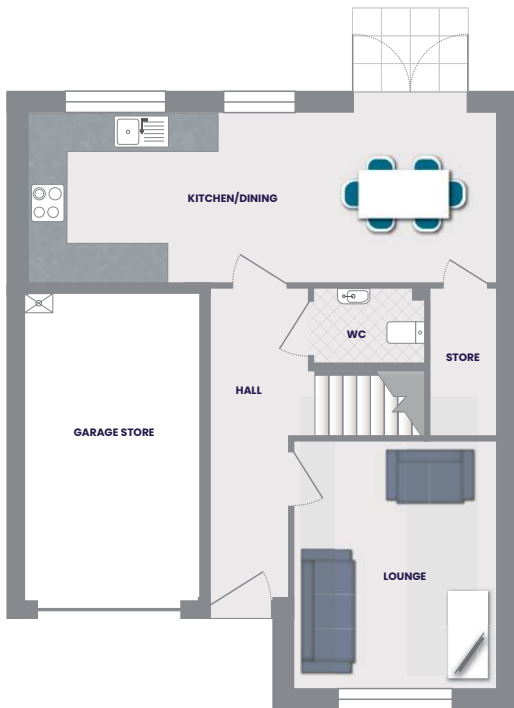 KITCHEN/DINING
WC
STORE
HALL
GARAGE STORE
LOUNGE